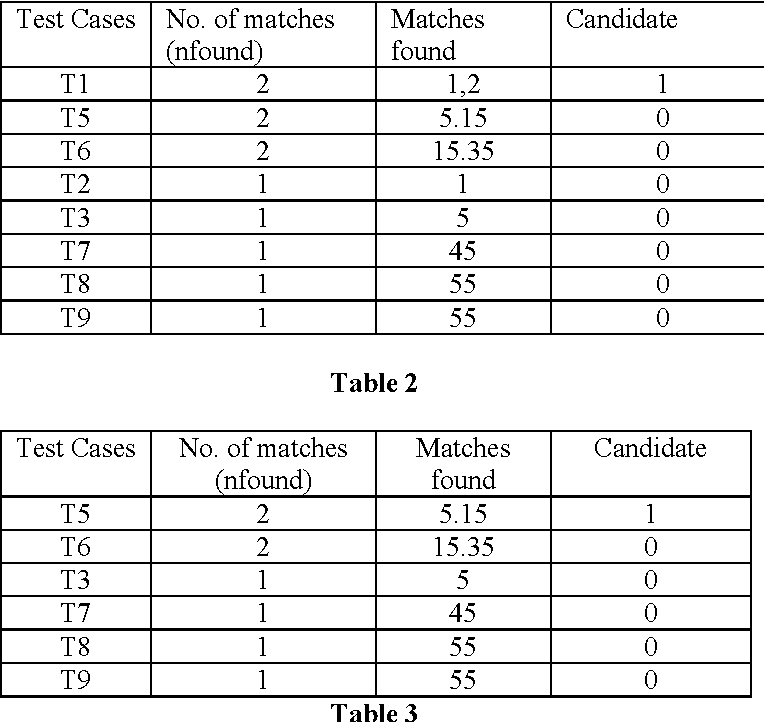 Test Cases No. of matches (nfound) Matches found Candidate
T1 2 1,2 1
T5 2 5.15 0
T6 2 15.35 0
T2 1 1 0
T3 1 5 0
T7 1 45 0
T8 1 55 0
T9 1 55 0
Table 2
Test Cases No. of matches (nfound) Matches found Candidate
T5 2 5.15 1
T6 2 15.35 0
T3 1 5 0
T7 1 45 0
T8 1 55 0
T9 1 55 0
Table 3